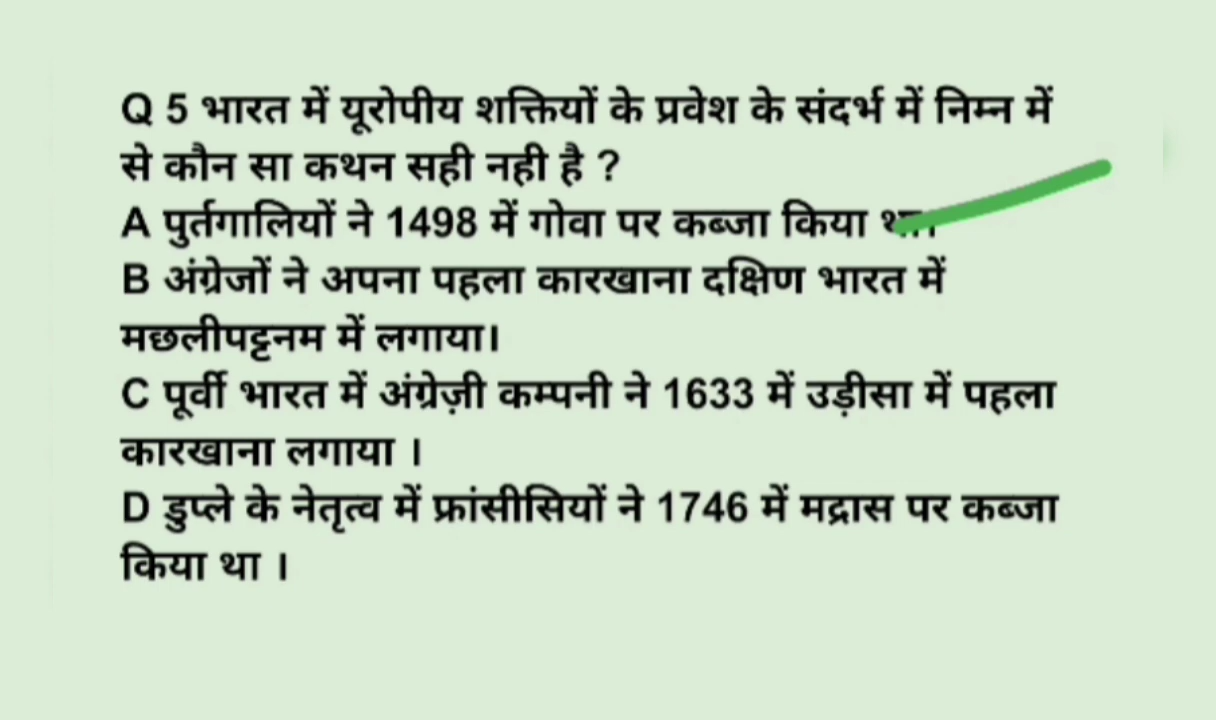 Q 5 भारत में यूरोपीय शक्तियों के प्रवेश के संदर्भ में निम्न में
से कौन सा कथन सही नही है ?
A पुर्तगालियों ने 1498 में गोवा पर कब्जा किया था।
B अंग्रेजों ने अपना पहला कारखाना दक्षिण भारत में
मछलीपट्टनम में लगाया।
C पूर्वी भारत में अंग्रेज़ी कम्पनी ने 1633 में उड़ीसा में पहला
कारखाना लगाया ।
D डुप्ले के नेतृत्व में फ्रांसीसियों ने 1746 में मद्रास पर कब्जा
किया था ।